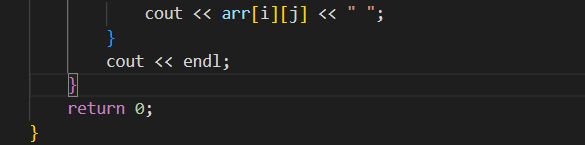 cout << arr[i][j] << " ";
}
cout << endl;
}
return 0;
}